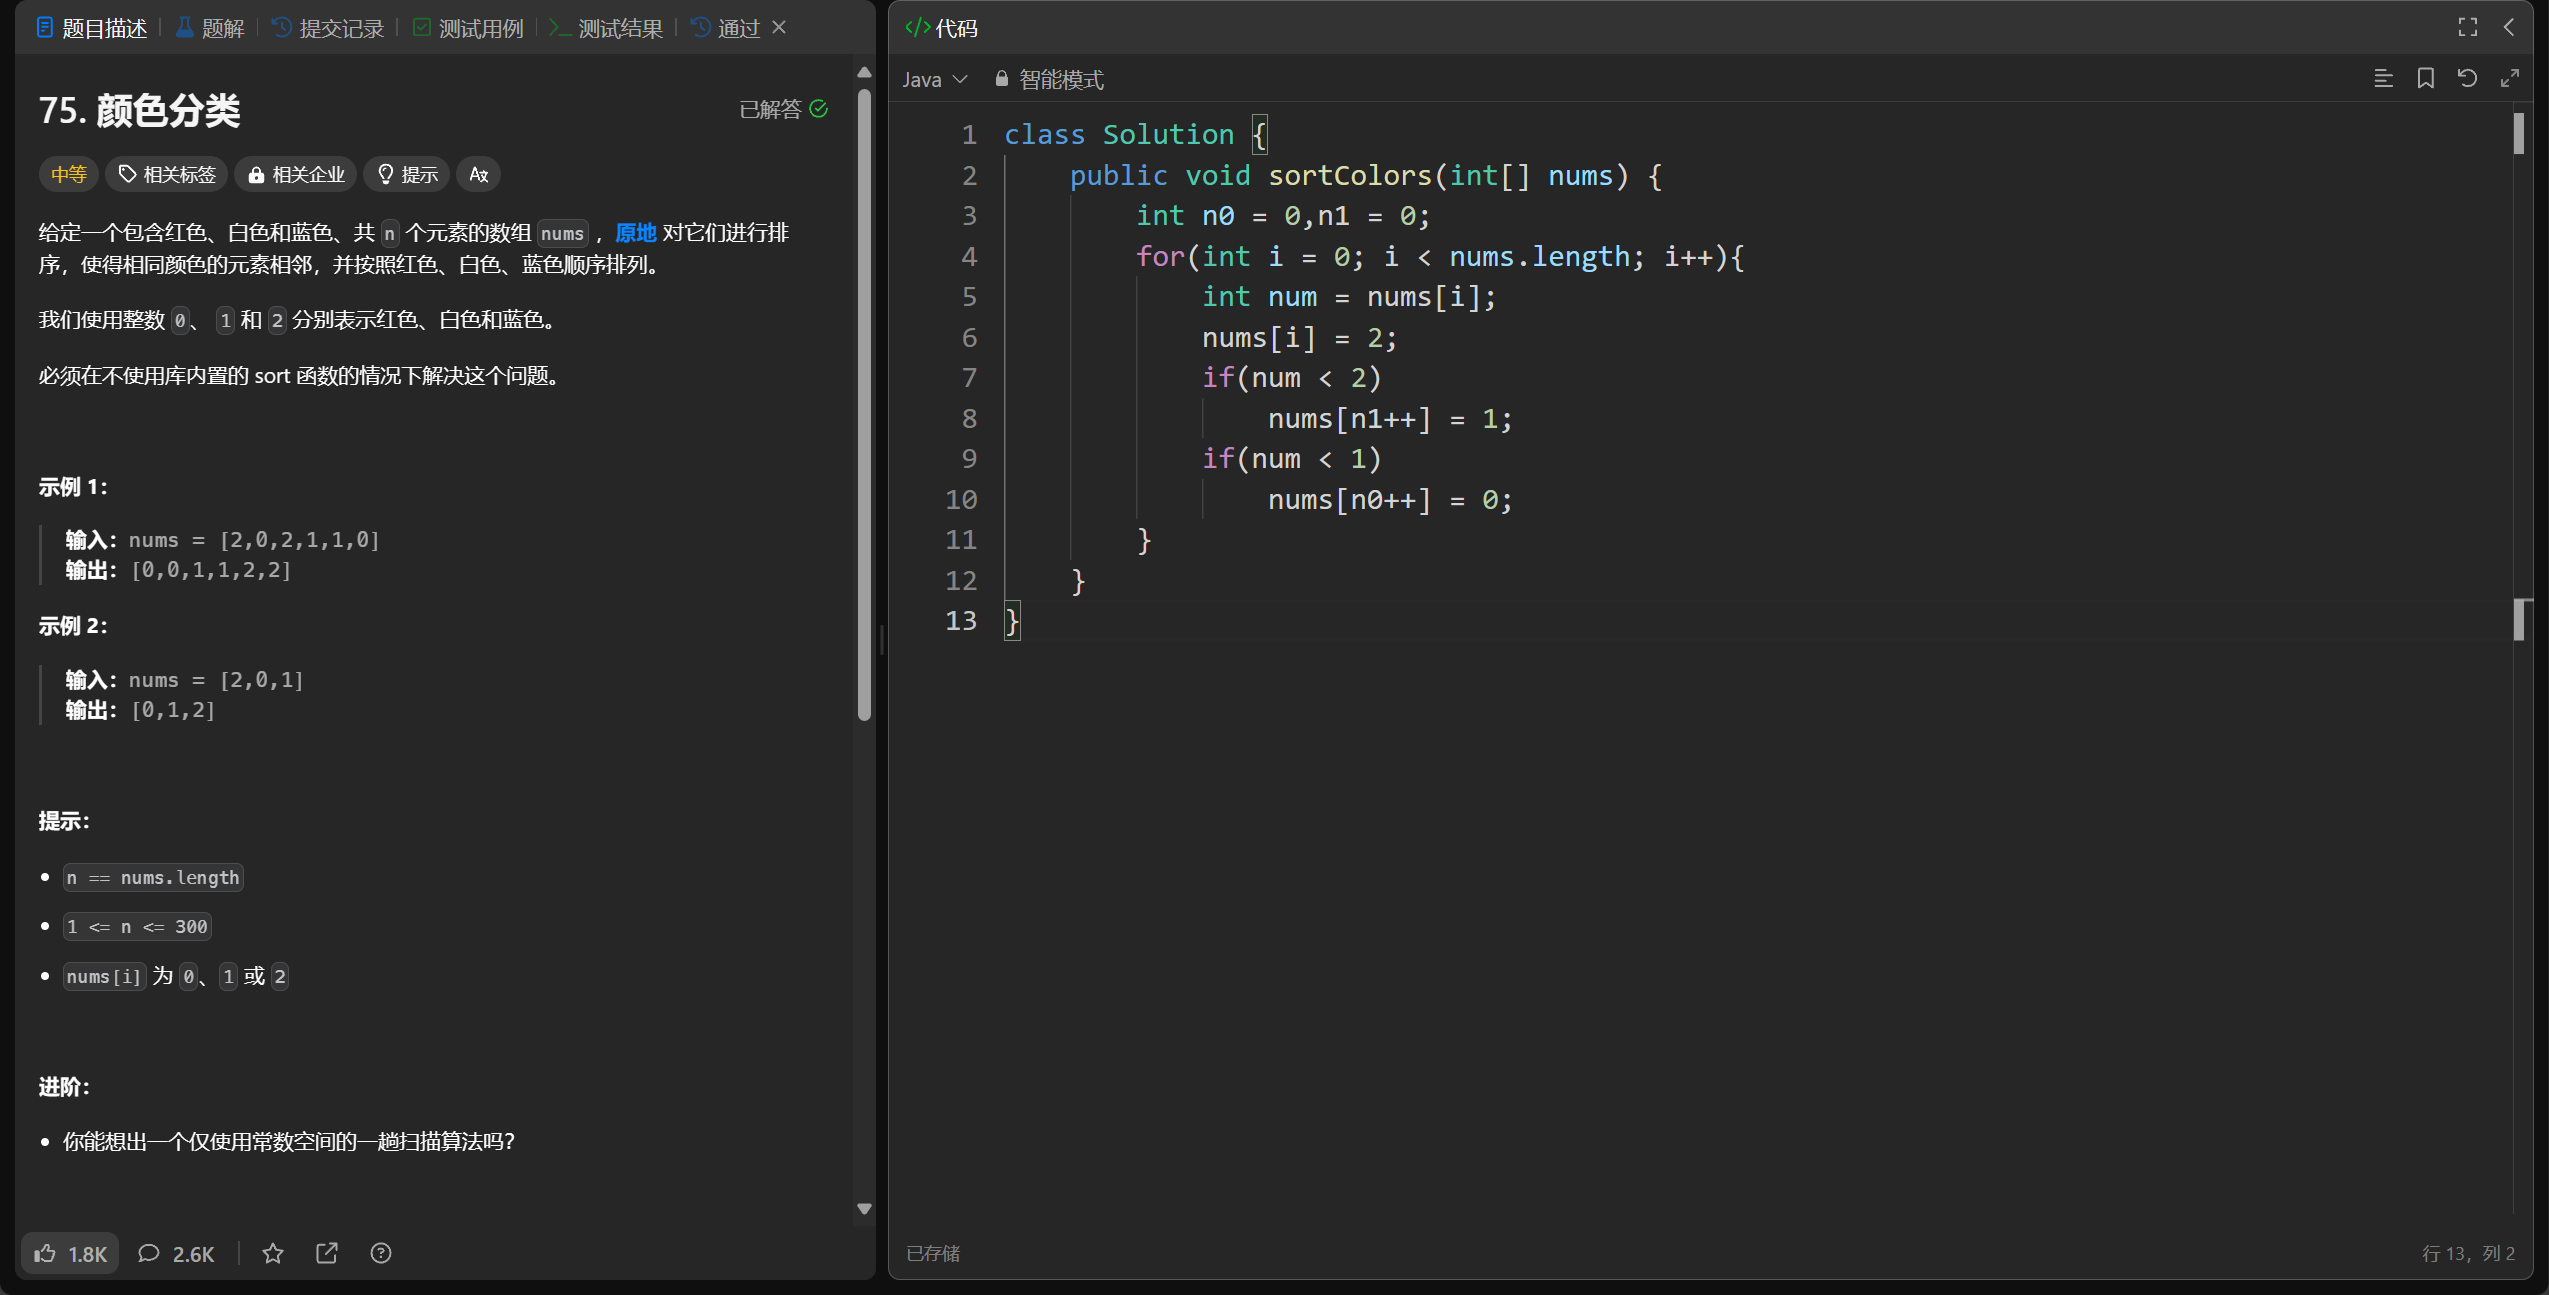 题目描述 | 题解 | 提交记录 | 测试用例 | 测试结果 | 通过
75. 颜色分类
已解答
中等 相关标签 相关企业 提示
给定一个包含红色、白色和蓝色、共 n 个元素的数组 nums ，原地 对它们进行排
序，使得相同颜色的元素相邻，并按照红色、白色、蓝色顺序排列。
我们使用整数 0、 1 和 2 分别表示红色、白色和蓝色。
必须在不使用库内置的 sort 函数的情况下解决这个问题。
示例 1：
输入：nums = [2,0,2,1,1,0]
输出：[0,0,1,1,2,2]
示例 2：
输入：nums = [2,0,1]
输出：[0,1,2]
提示：
• n == nums.length
• 1 <= n <= 300
• nums[i] 为 0、1 或 2
进阶：
• 你能想出一个仅使用常数空间的一趟扫描算法吗？
1.8K 2.6K
</> 代码
Java 智能模式
1 class Solution {
2     public void sortColors(int[] nums) {
3         int n0 = 0,n1 = 0;
4         for(int i = 0; i < nums.length; i++){
5             int num = nums[i];
6             nums[i] = 2;
7             if(num < 2)
8                 nums[n1++] = 1;
9             if(num < 1)
10                 nums[n0++] = 0;
11         }
12     }
13 }
已存储
行 13，列 2